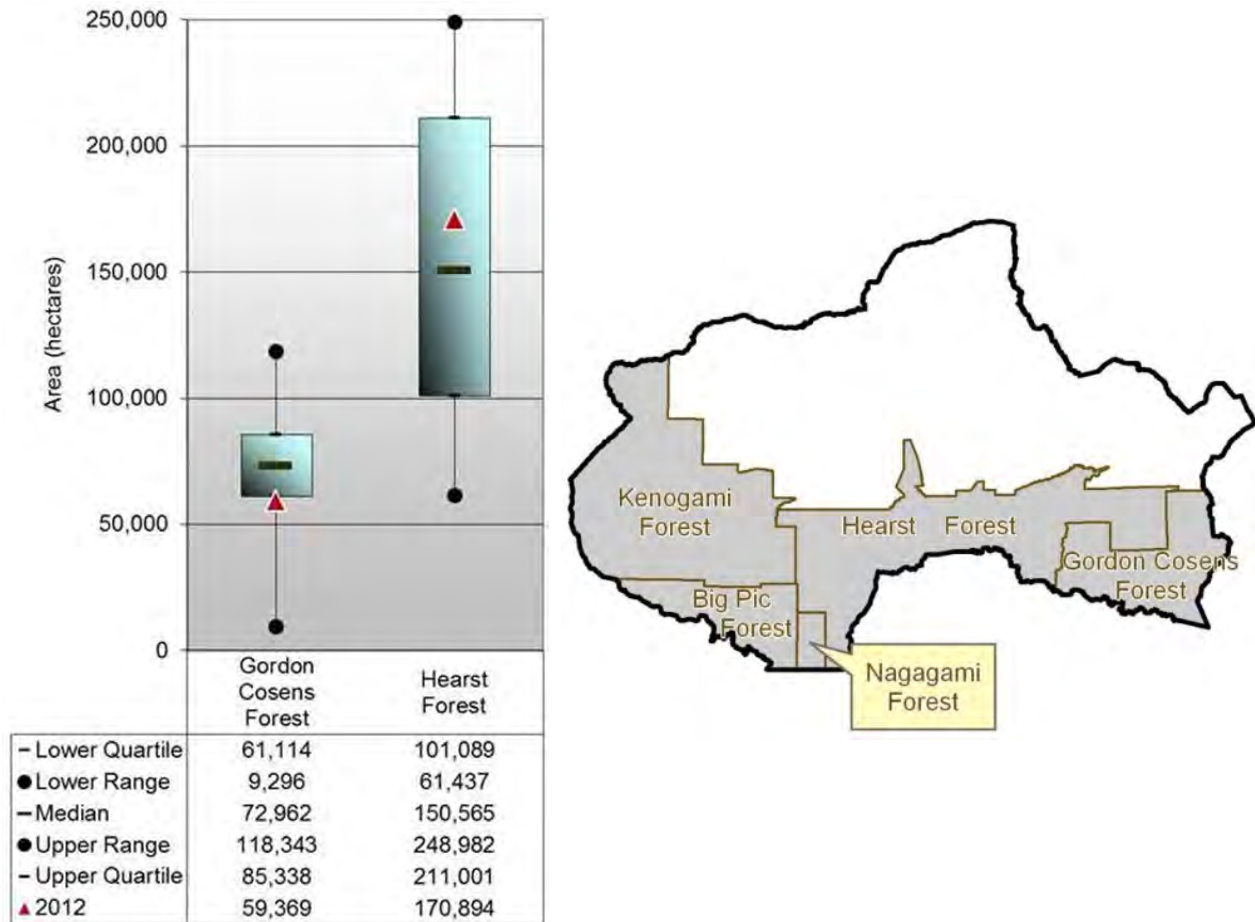 250,000
200,000
150,000
100,000
50,000
0
Area (hectares)
Gordon
Cosens
Forest
Hearst
Forest
Lower Quartile 61,114 101,089
Lower Range 9,296 61,437
Median 72,962 150,565
Upper Range 118,343 248,982
Upper Quartile 85,338 211,001
2012 59,369 170,894
Kenogami
Forest
Hearst Forest
Gordon Cosens
Forest
Big Pic
Forest
Nagagami
Forest